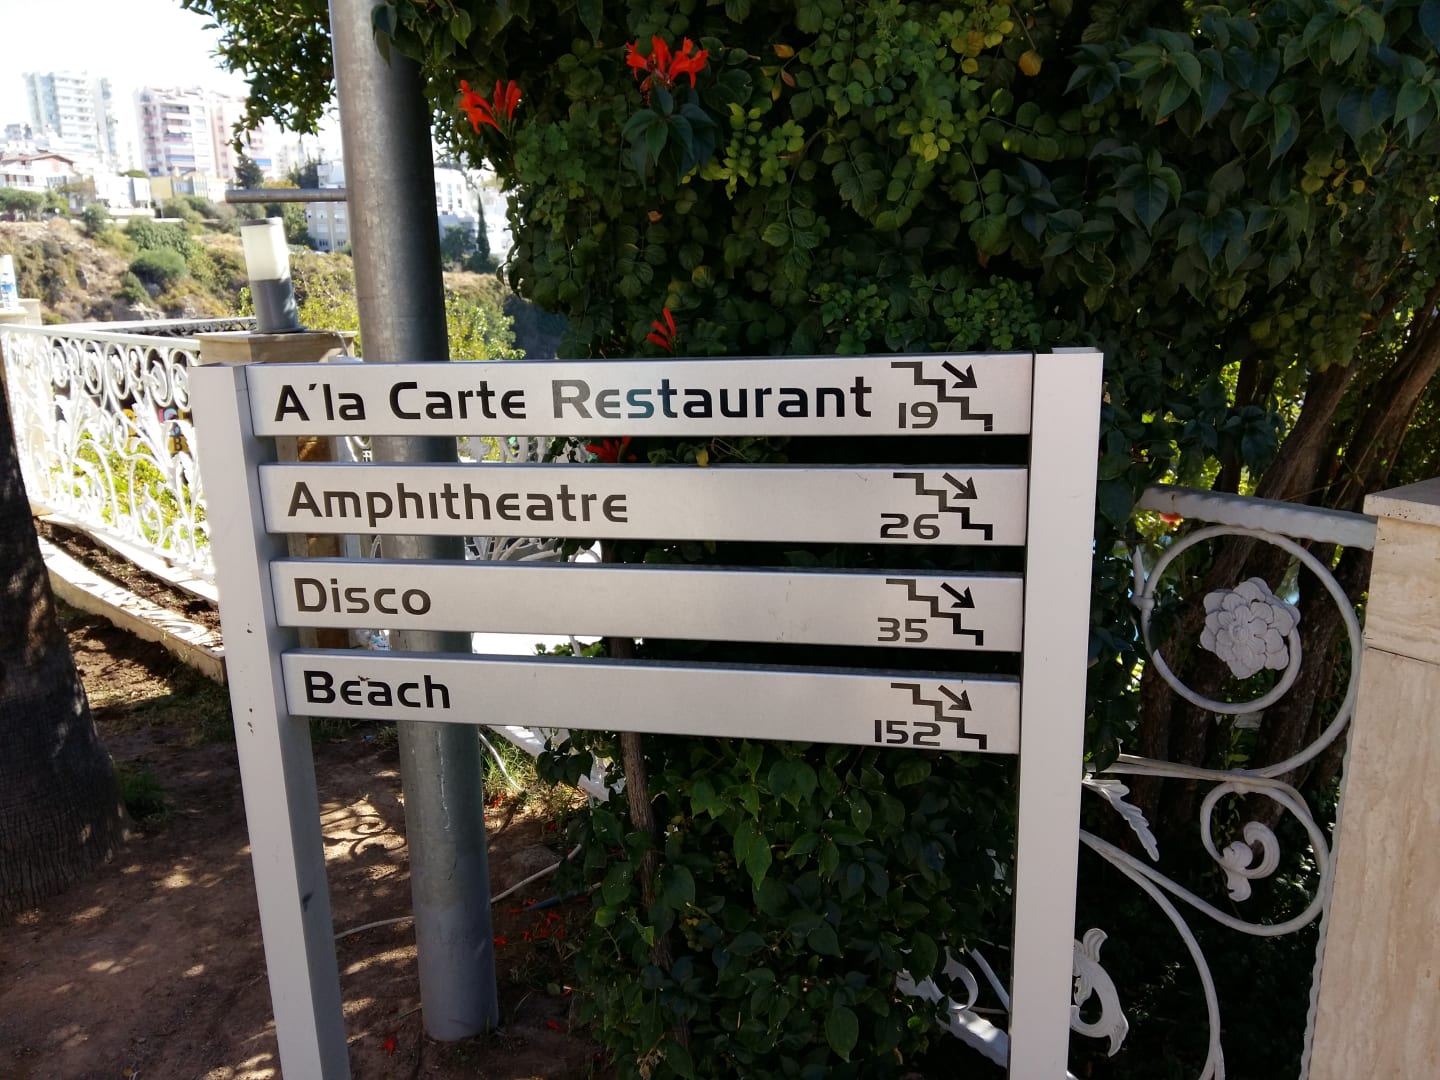 A´la Carte Restaurant 19
Amphitheatre 26
Disco 35
Beach 152